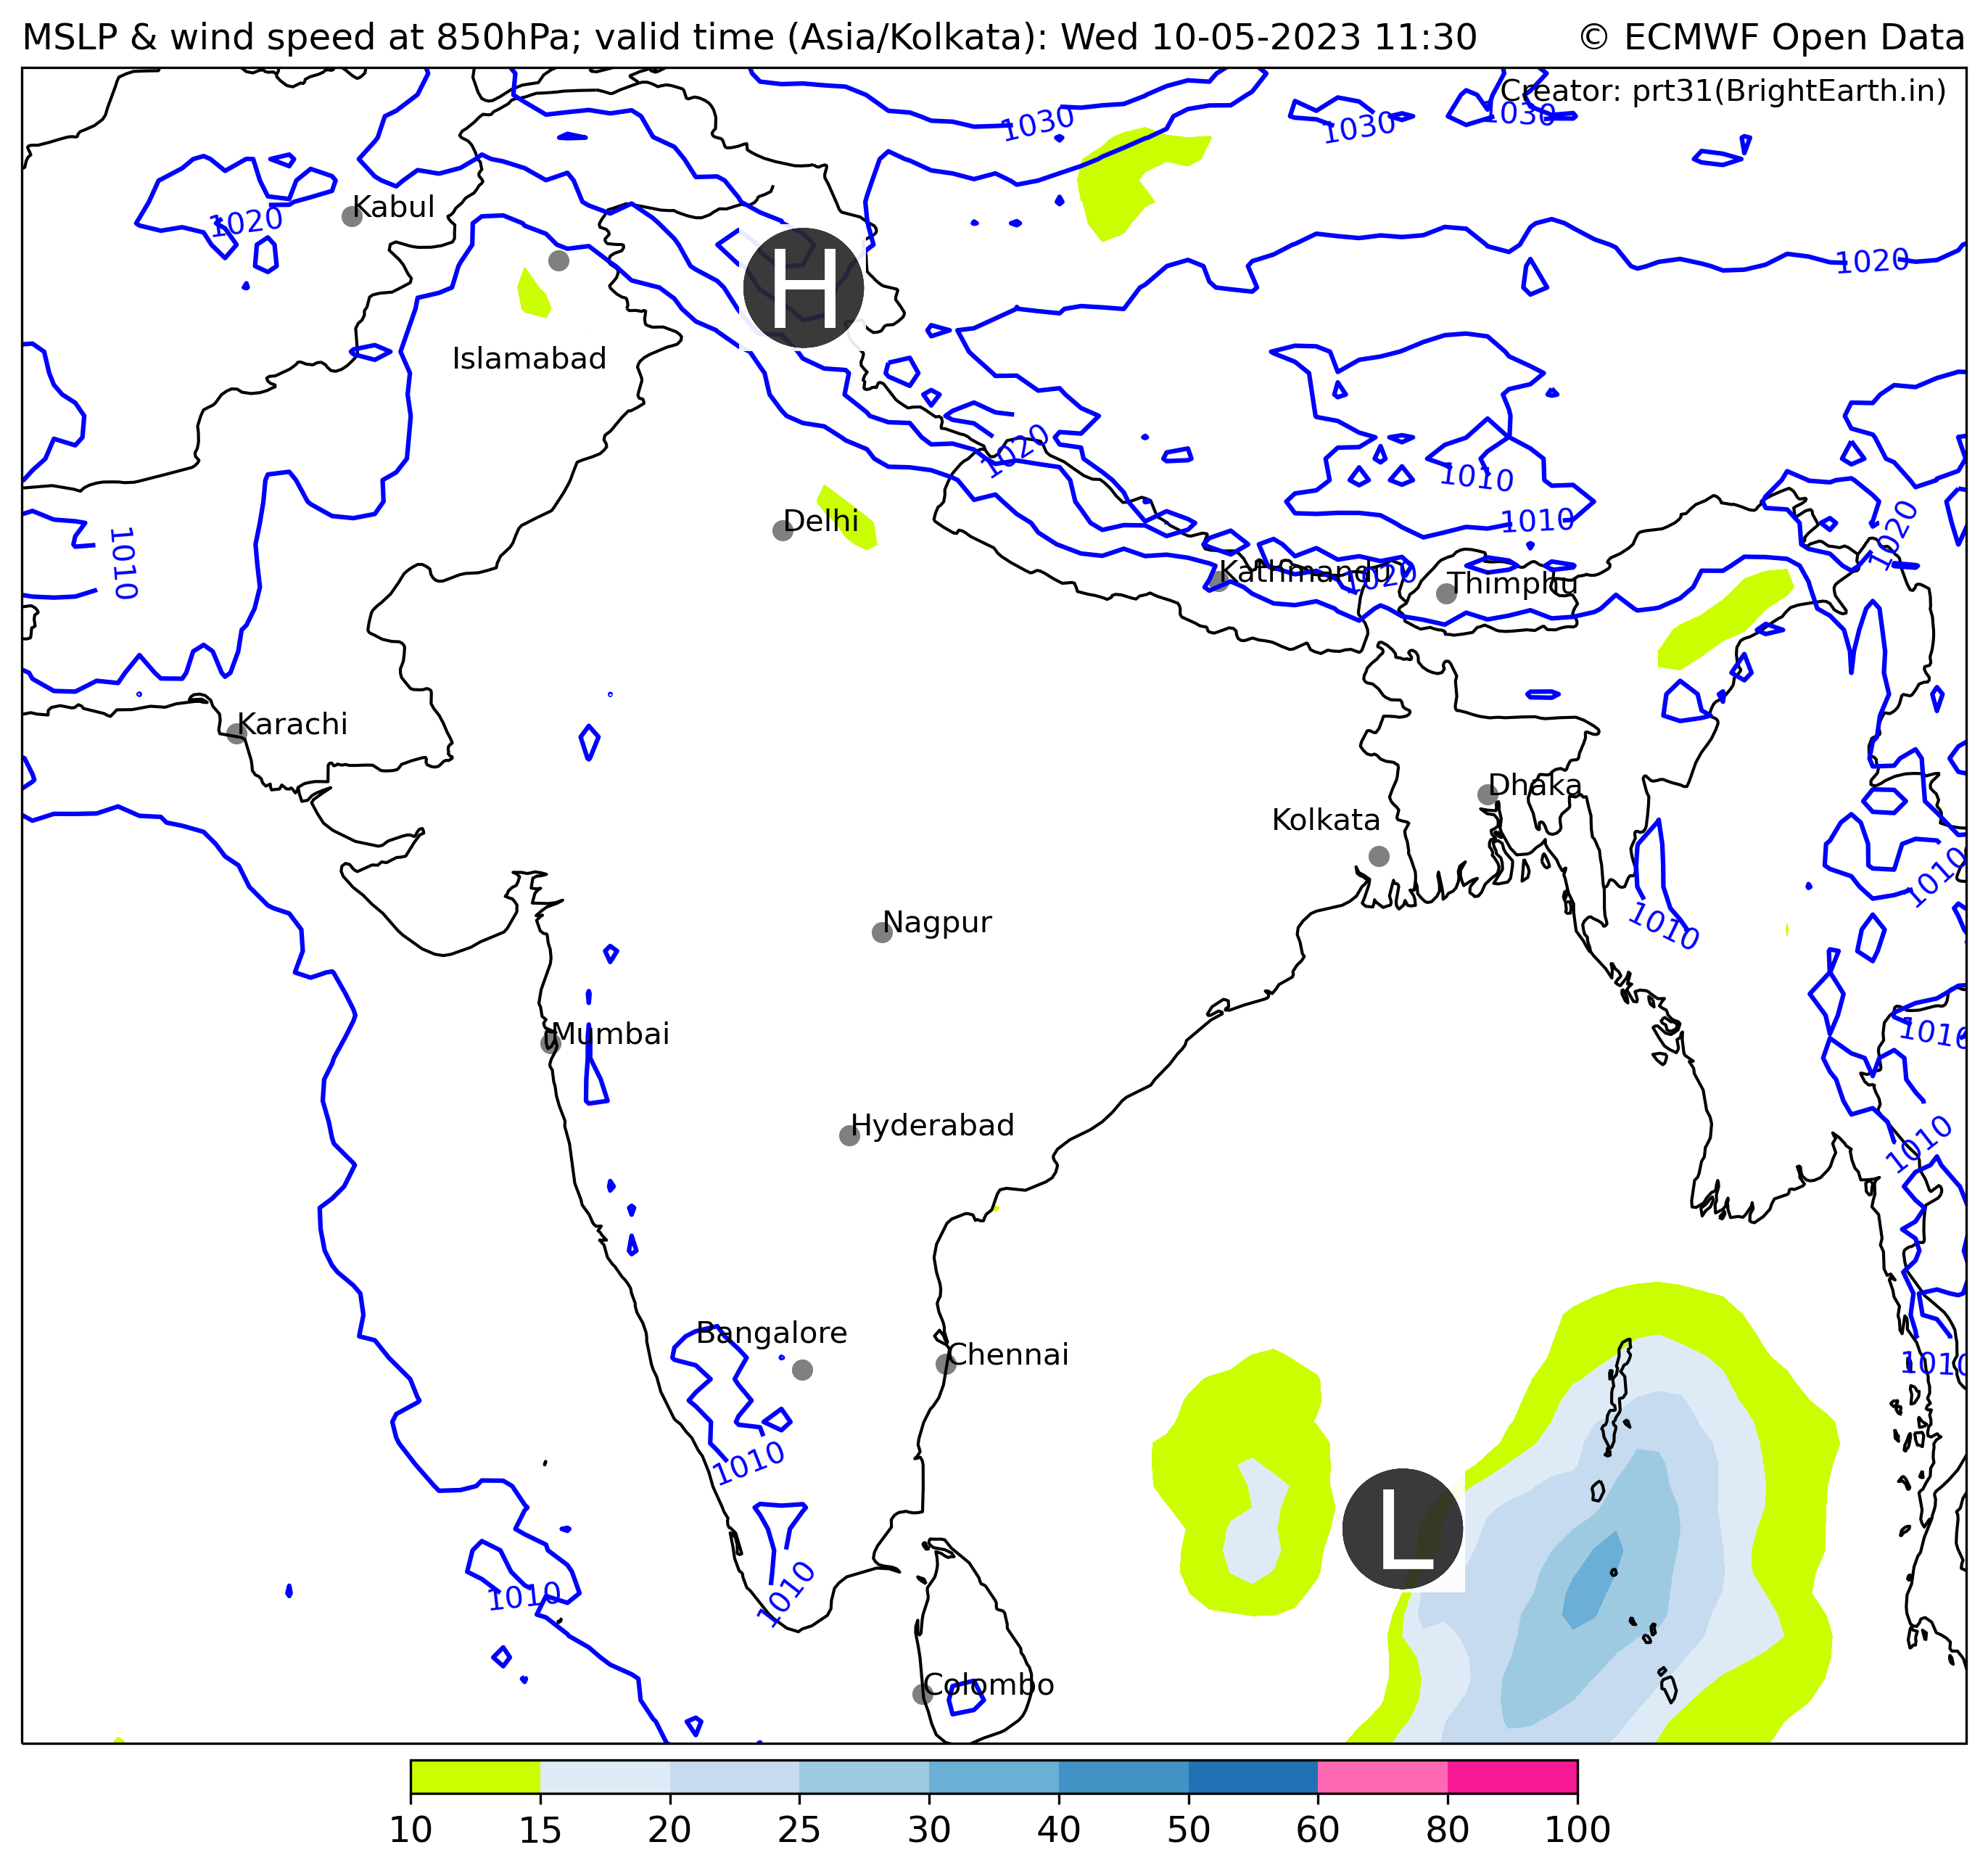 MSLP & wind speed at 850hPa; valid time (Asia/Kolkata): Wed 10-05-2023 11:30
© ECMWF Open Data
Creator: prt31(BrightEarth.in)
1030
1030
1030
1020
Kabul
1020
H
Islamabad
1020
1010
1010
1020
1010
Delhi
Kathmandu
1020
Thimphu
Karachi
Dhaka
Kolkata
1010
1010
Nagpur
1010
Mumbai
Hyderabad
1010
Bangalore
Chennai
1010
1010
L
1010
1010
Colombo
10 15 20 25 30 40 50 60 80 100